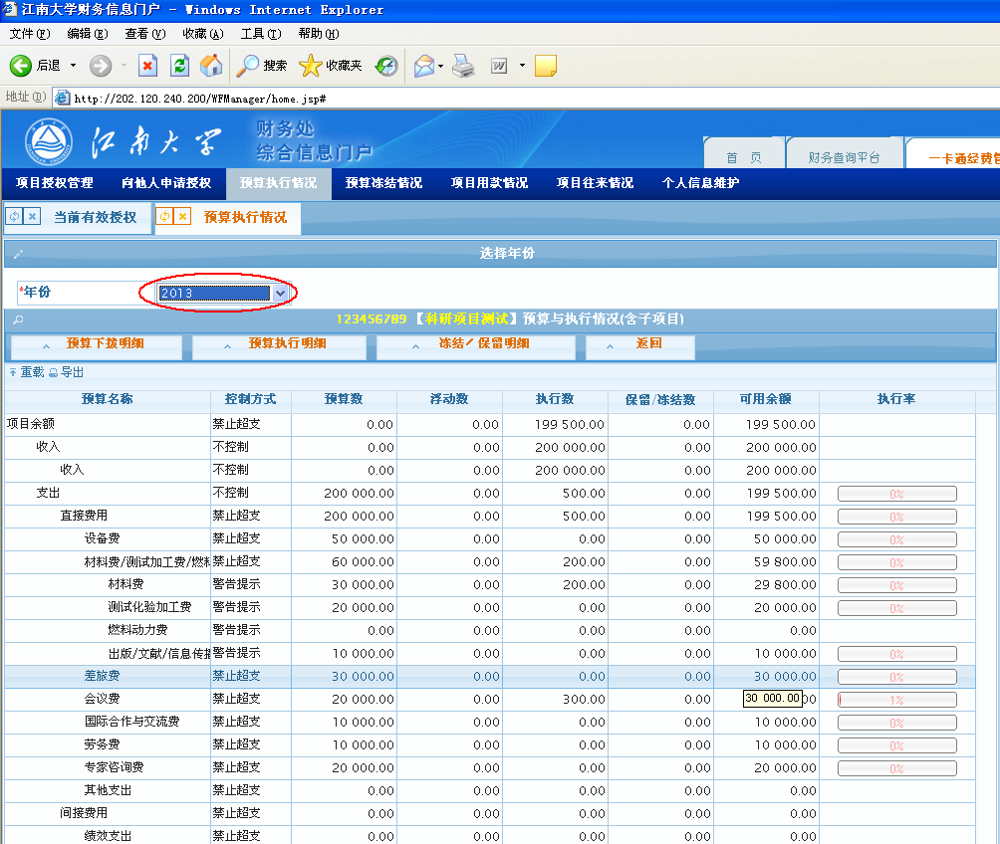 江南大学财务信息门户 - Windows Internet Explorer
文件(F) 编辑(E) 查看(V) 收藏(A) 工具(T) 帮助(H)
后退 搜索 收藏夹
地址(D) http://202.120.240.200/WFManager/home.jsp#
江南大学 财务处
综合信息门户
首 页 财务查询平台 一卡通经费管
项目授权管理 向他人申请授权 预算执行情况 预算冻结情况 项目用款情况 项目往来情况 个人信息维护
当前有效授权 预算执行情况
选择年份
*年份 2013
123456789 【科研项目测试】预算与执行情况(含子项目)
预算下拨明细 预算执行明细 冻结/保留明细 返回
重载 导出
预算名称 控制方式 预算数 浮动数 执行数 保留/冻结数 可用余额 执行率
项目余额 禁止超支 0.00 0.00 199 500.00 0.00 199 500.00
收入 不控制 0.00 0.00 200 000.00 0.00 200 000.00
收入 不控制 0.00 0.00 200 000.00 0.00 200 000.00
支出 不控制 200 000.00 0.00 500.00 0.00 199 500.00 0%
直接费用 禁止超支 200 000.00 0.00 500.00 0.00 199 500.00 0%
设备费 禁止超支 50 000.00 0.00 0.00 0.00 50 000.00 0%
材料费/测试加工费/燃料 禁止超支 60 000.00 0.00 200.00 0.00 59 800.00 0%
材料费 警告提示 30 000.00 0.00 200.00 0.00 29 800.00 0%
测试化验加工费 警告提示 20 000.00 0.00 0.00 0.00 20 000.00 0%
燃料动力费 警告提示 0.00 0.00 0.00 0.00 0.00
出版/文献/信息传播 警告提示 10 000.00 0.00 0.00 0.00 10 000.00 0%
差旅费 禁止超支 30 000.00 0.00 0.00 0.00 30 000.00 0%
会议费 禁止超支 20 000.00 0.00 300.00 0.00 30 000.00 0 1%
国际合作与交流费 禁止超支 10 000.00 0.00 0.00 0.00 10 000.00 0%
劳务费 禁止超支 10 000.00 0.00 0.00 0.00 10 000.00 0%
专家咨询费 禁止超支 20 000.00 0.00 0.00 0.00 20 000.00 0%
其他支出 禁止超支 0.00 0.00 0.00 0.00 0.00
间接费用 禁止超支 0.00 0.00 0.00 0.00 0.00
绩效支出 禁止超支 0.00 0.00 0.00 0.00 0.00